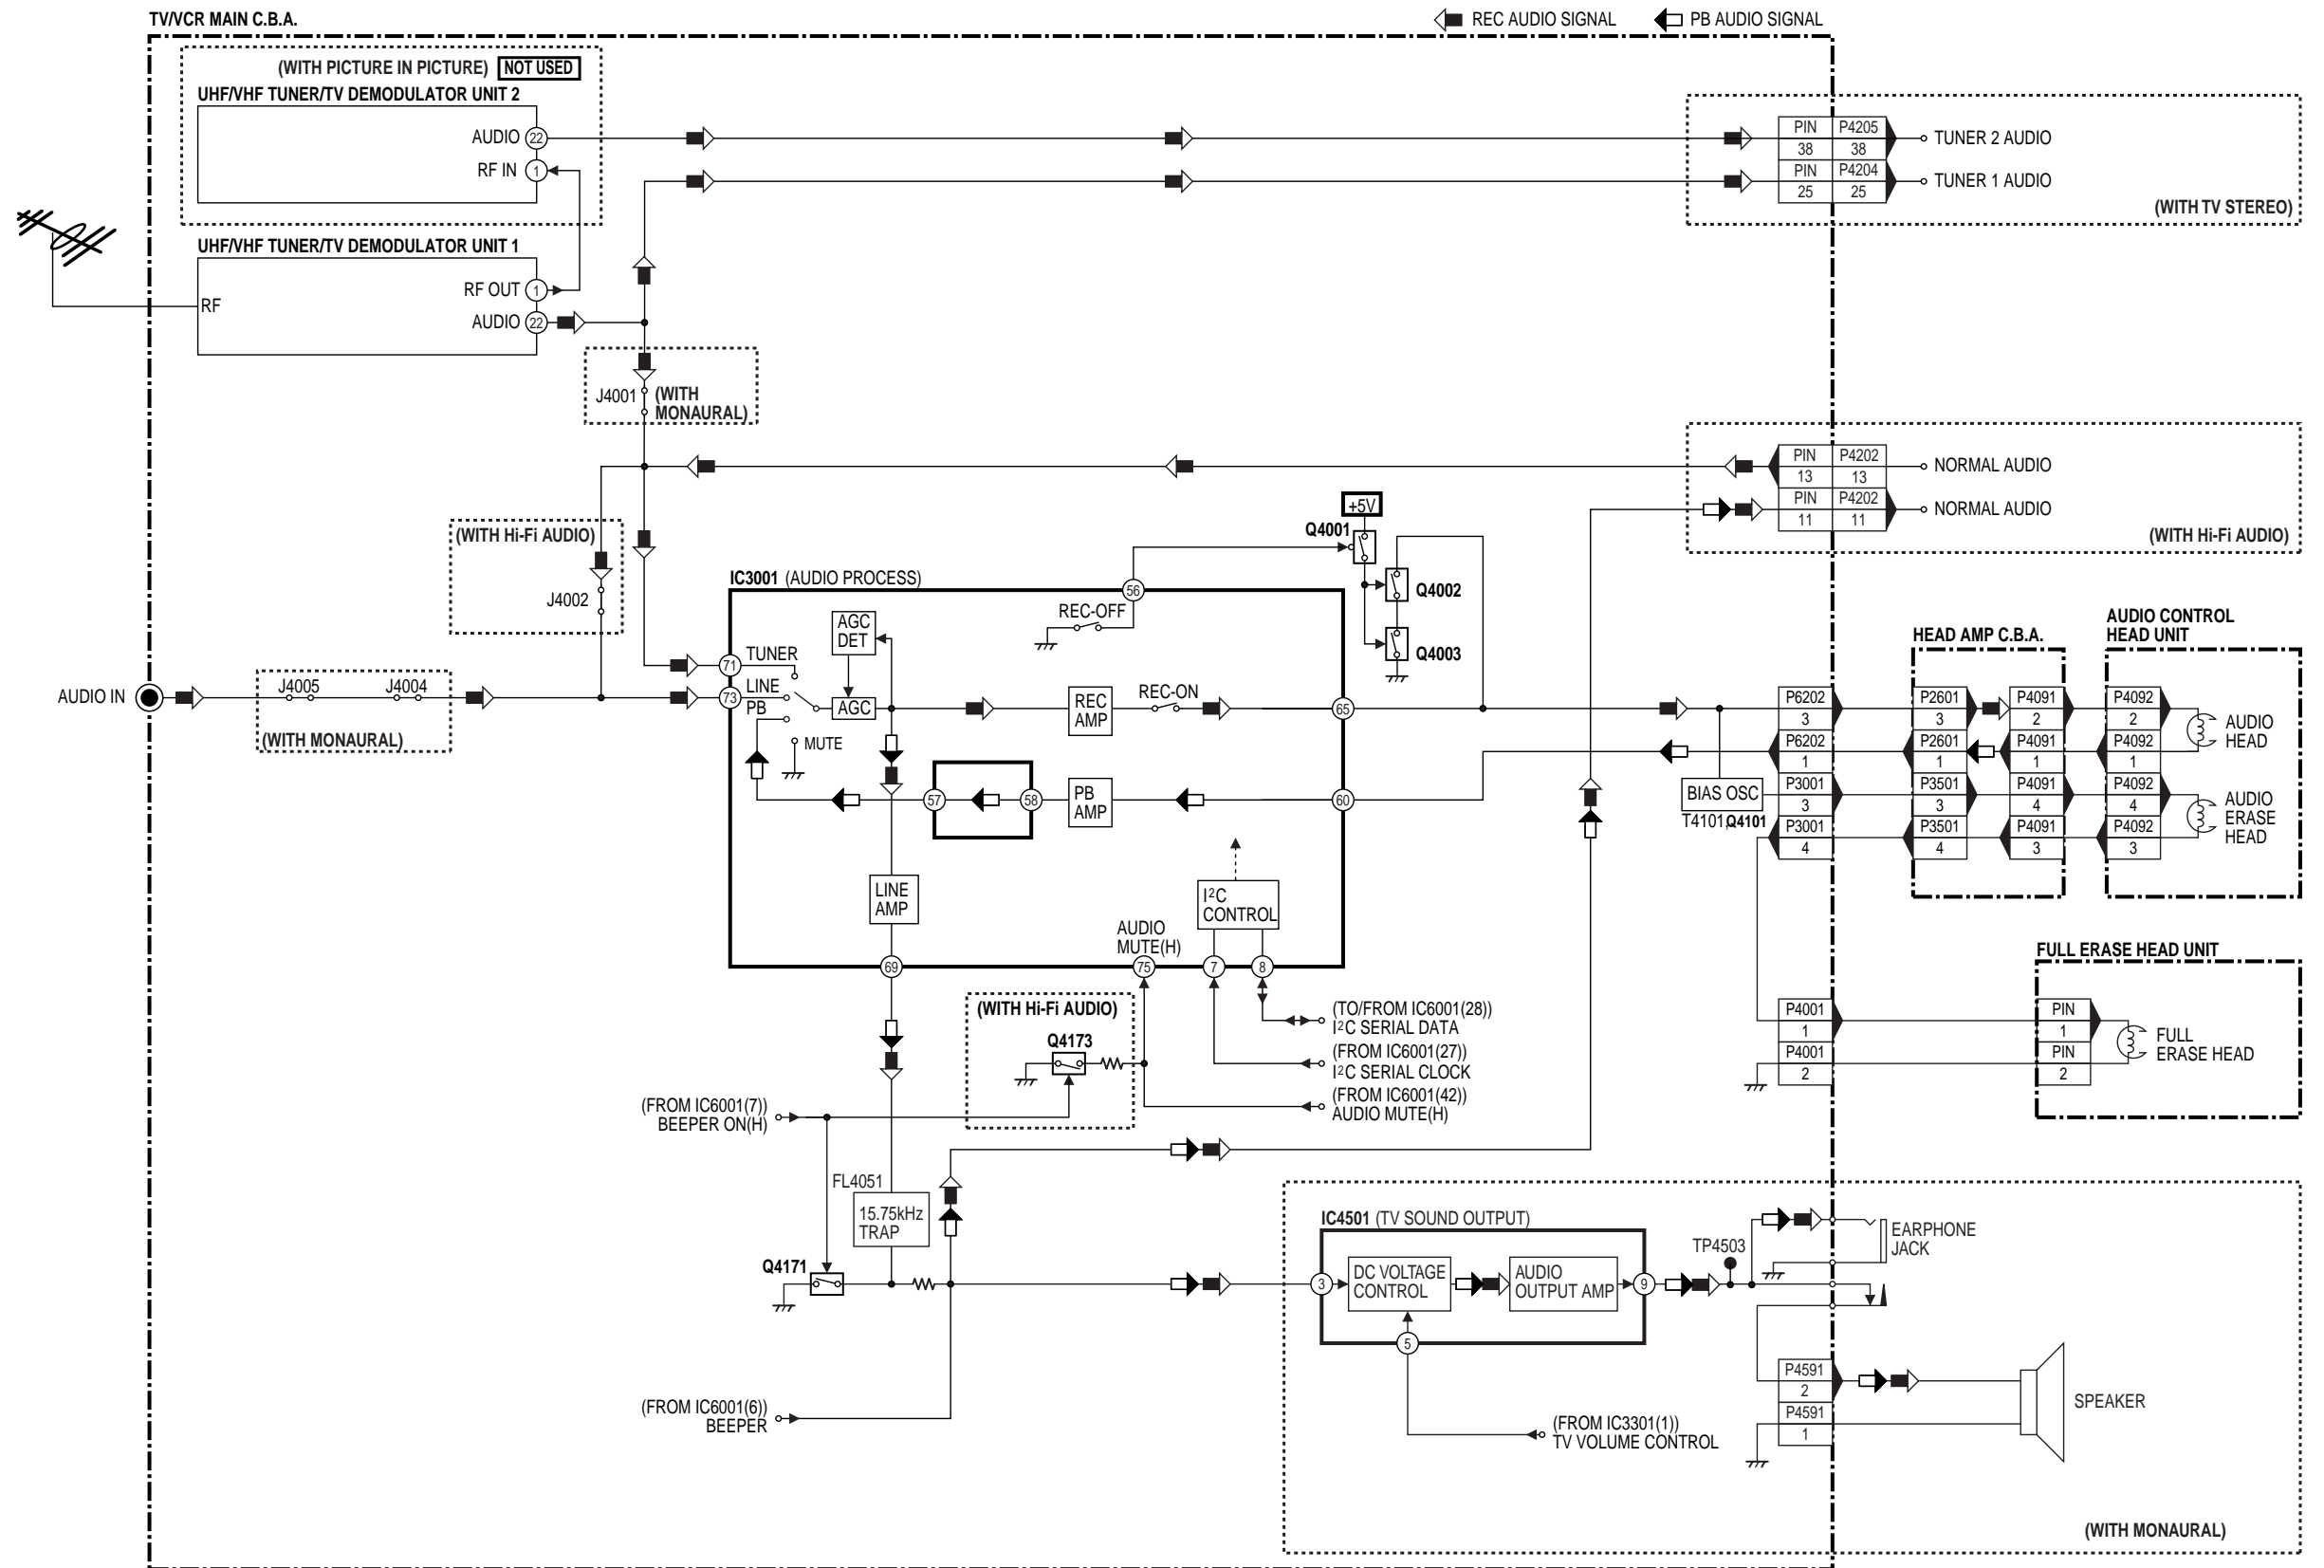 TV/VCR MAIN C.B.A.
REC AUDIO SIGNAL
PB AUDIO SIGNAL
(WITH PICTURE IN PICTURE) NOT USED
UHF/VHF TUNER/TV DEMODULATOR UNIT 2
AUDIO 22
RF IN 1
PIN P4205
38 38
TUNER 2 AUDIO
PIN P4204
25 25
TUNER 1 AUDIO
(WITH TV STEREO)
UHF/VHF TUNER/TV DEMODULATOR UNIT 1
RF
RF OUT 1
AUDIO 22
J4001
(WITH
MONAURAL)
PIN P4202
13 13
NORMAL AUDIO
PIN P4202
11 11
NORMAL AUDIO
(WITH Hi-Fi AUDIO)
(WITH Hi-Fi AUDIO)
J4002
+5V
Q4001
Q4002
Q4003
IC3001 (AUDIO PROCESS)
56
REC-OFF
AGC
DET
71 TUNER
73 LINE
PB
MUTE
AGC
REC
AMP
REC-ON
65
AUDIO IN
J4005
J4004
(WITH MONAURAL)
57
58
PB
AMP
60
LINE
AMP
I²C
CONTROL
AUDIO
MUTE(H)
69
75
7
8
HEAD AMP C.B.A.
AUDIO CONTROL
HEAD UNIT
P6202 P2601 P4091 P4092
3 3 2 2
AUDIO
HEAD
P6202 P2601 P4091 P4092
1 1 1 1
BIAS OSC
T4101,Q4101
P3001 P3501 P4091 P4092
3 3 4 4
AUDIO
ERASE
HEAD
P3001 P3501 P4091 P4092
4 4 3 3
FULL ERASE HEAD UNIT
P4001 PIN
1 1
FULL
ERASE HEAD
P4001 PIN
2 2
(WITH Hi-Fi AUDIO)
Q4173
(TO/FROM IC6001(28))
I²C SERIAL DATA
(FROM IC6001(27))
I²C SERIAL CLOCK
(FROM IC6001(42))
AUDIO MUTE(H)
(FROM IC6001(7))
BEEPER ON(H)
FL4051
15.75kHz
TRAP
Q4171
(FROM IC6001(6))
BEEPER
IC4501 (TV SOUND OUTPUT)
3
DC VOLTAGE
CONTROL
AUDIO
OUTPUT AMP
9
5
TP4503
EARPHONE
JACK
P4591
2
P4591
1
SPEAKER
(FROM IC3301(1))
TV VOLUME CONTROL
(WITH MONAURAL)